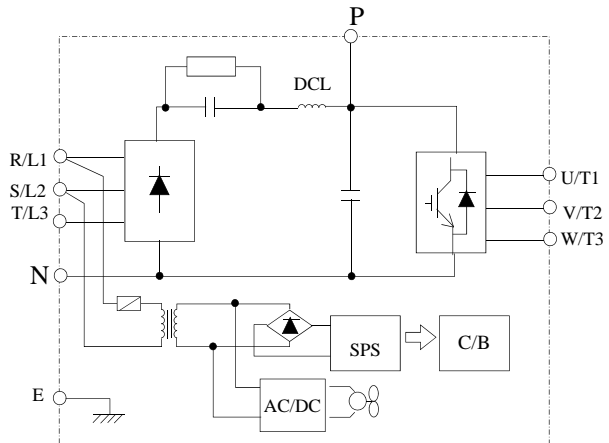 P
DCL
R/L1
S/L2
T/L3
U/T1
V/T2
W/T3
N
SPS
C/B
E
AC/DC